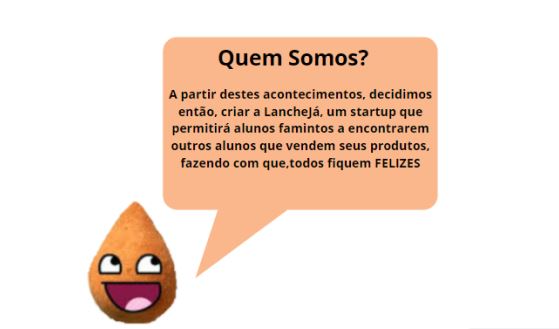 Quem Somos?
A partir destes acontecimentos, decidimos
então, criar a LancheJá, um startup que
permitirá alunos famintos a encontrarem
outros alunos que vendem seus produtos,
fazendo com que,todos fiquem FELIZES